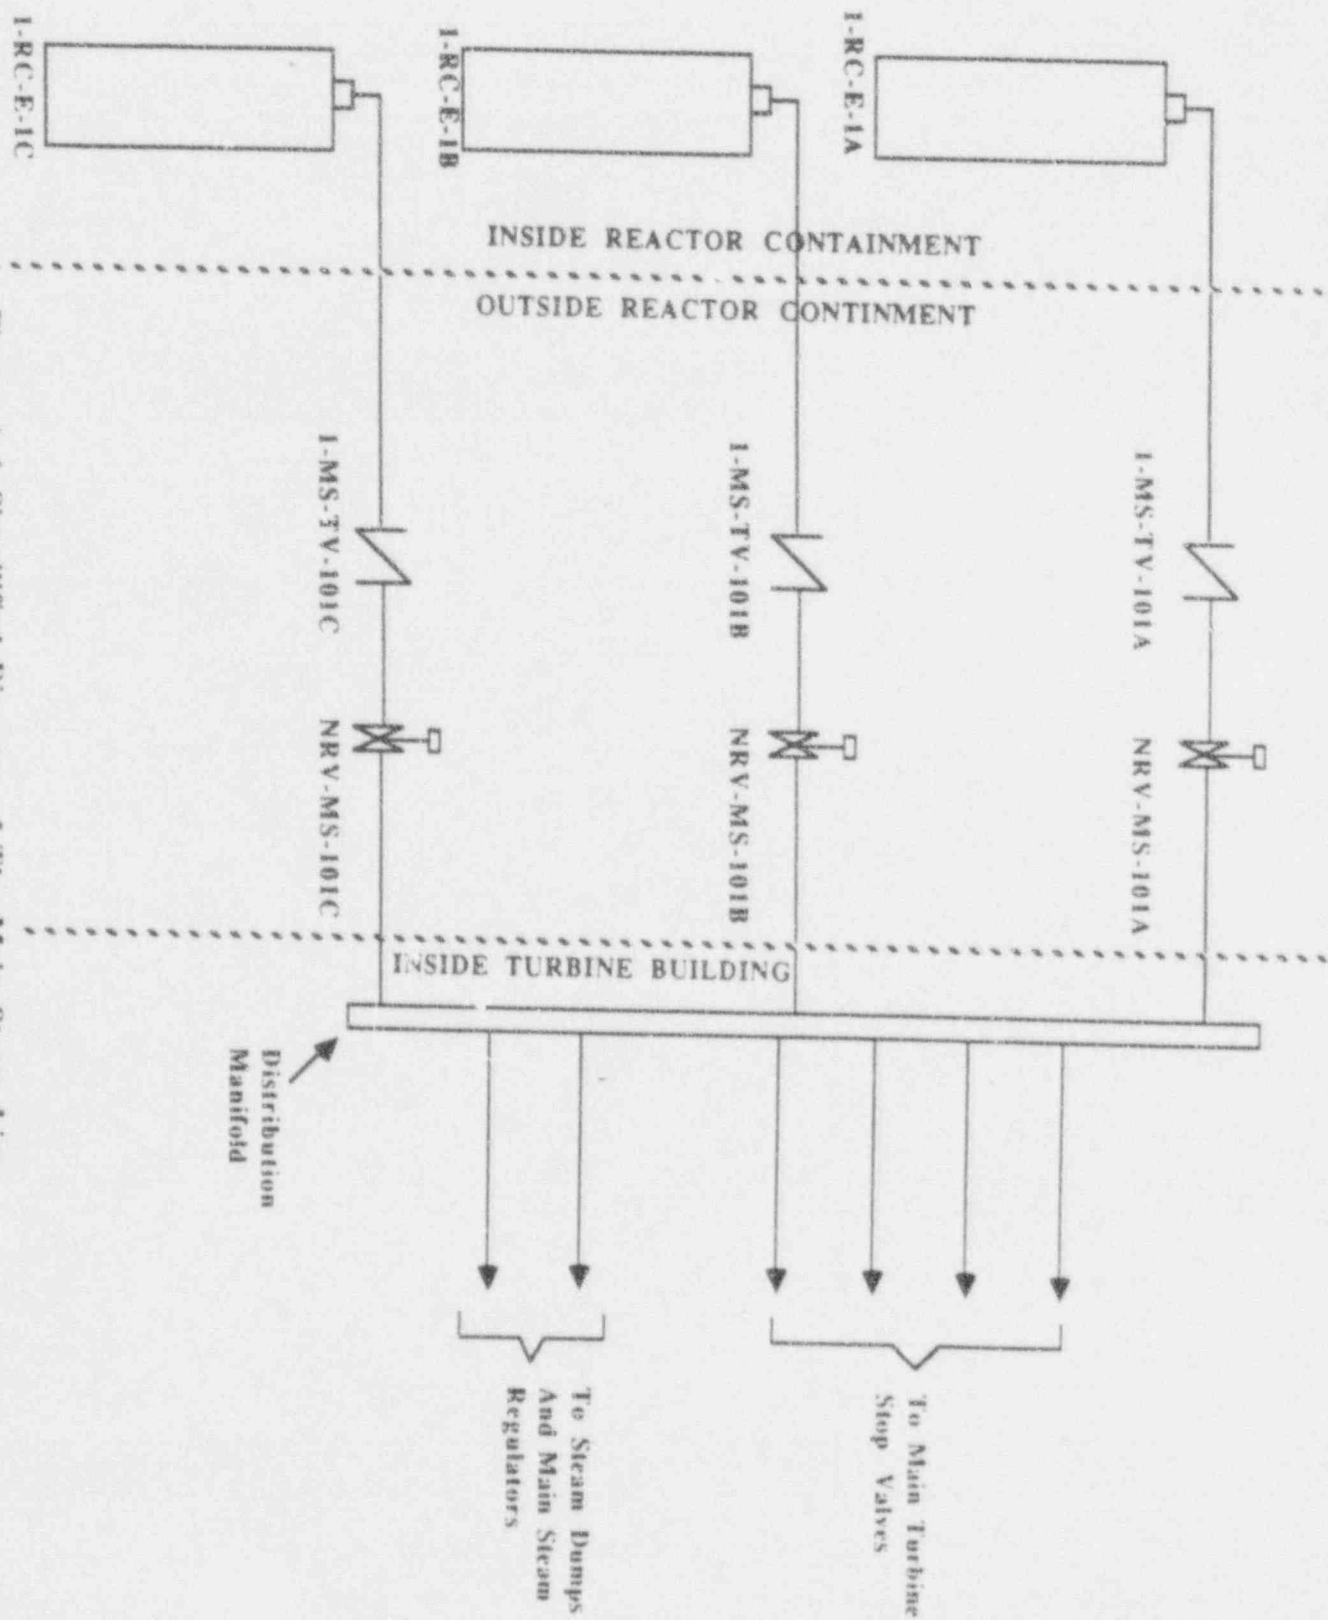 1-RC-E-1C
1-RC-E-1B
1-RC-E-1A
INSIDE REACTOR CONTAINMENT
OUTSIDE REACTOR CONTINMENT
1-MS-TV-101C
1-MS-TV-101B
1-MS-TV-101A
NRV-MS-101C
NRV-MS-101B
NRV-MS-101A
INSIDE TURBINE BUILDING
Distribution
Manifold
To Steam Dumps
And Main Steam
Regulators
To Main Turbine
Stop Valves